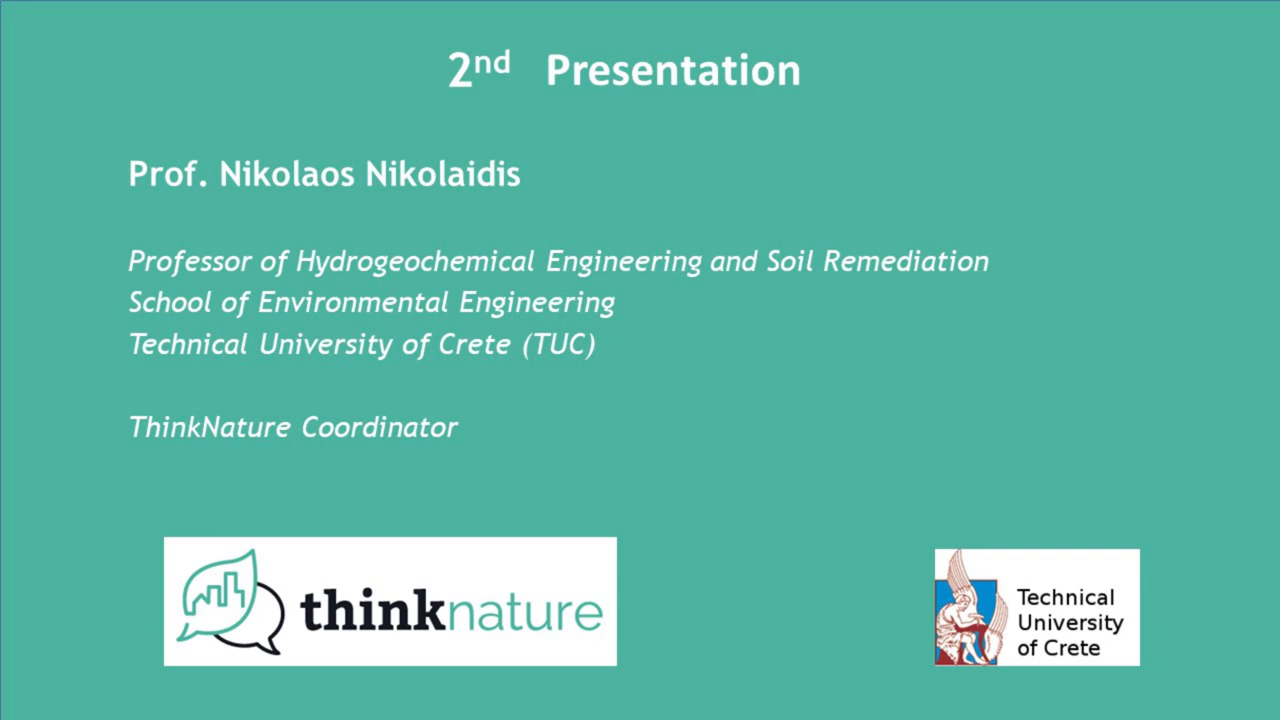 2nd Presentation
Prof. Nikolaos Nikolaidis
Professor of Hydrogeochemical Engineering and Soil Remediation
School of Environmental Engineering
Technical University of Crete (TUC)
ThinkNature Coordinator
thinknature
Technical
University
of Crete